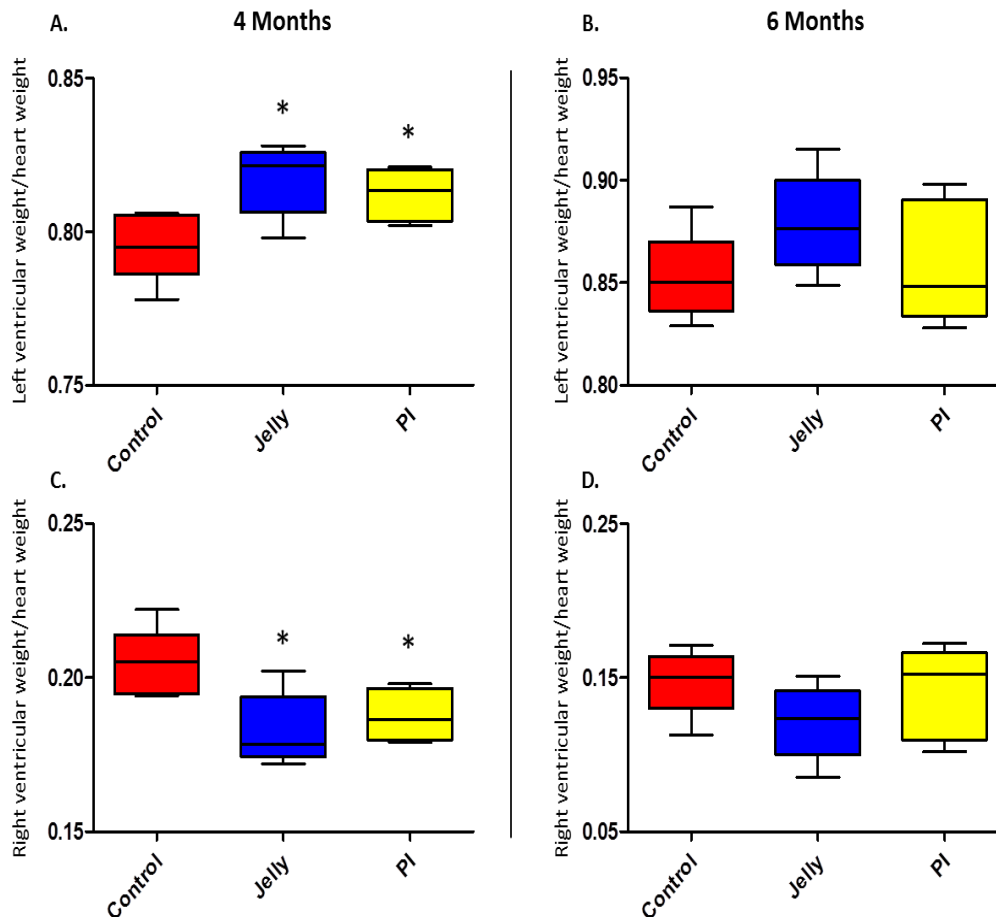 A.
4 Months
Left ventricular weight/heart weight
0.85
*
*
0.80
0.75
Control
Jelly
PI
B.
6 Months
Left ventricular weight/heart weight
0.95
0.90
0.85
0.80
Control
Jelly
PI
C.
Right ventricular weight/heart weight
0.25
*
*
0.20
0.15
Control
Jelly
PI
D.
Right ventricular weight/heart weight
0.25
0.15
0.05
Control
Jelly
PI